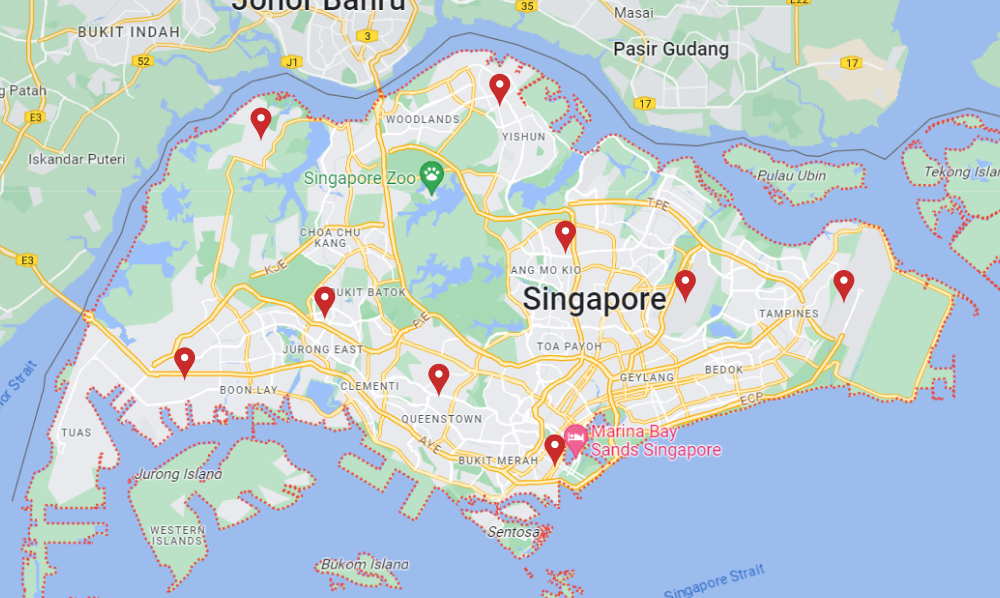 Johor Bahru
35
E22
Masai
BUKIT INDAH
3
Pasir Gudang
52
J1
17
g Patah
17
E3
WOODLANDS
YISHUN
Iskandar Puteri
Singapore Zoo
Pulau Ubin
Tekong Islan
TPE
CHOA CHU
KANG
E3
KJE
ANG MO KIO
BUKIT BATOK
Singapore
TAMPINES
PIE
JURONG EAST
TOA PAYOH
BEDOK
GEYLANG
CLEMENTI
BOON LAY
ECP
or Strait
QUEENSTOWN
TUAS
AYE
Marina Bay
Sands Singapore
BUKIT MERAH
Jurong Island
WESTERN
ISLANDS
Sentosa
Bukom Island
Singapore Strait